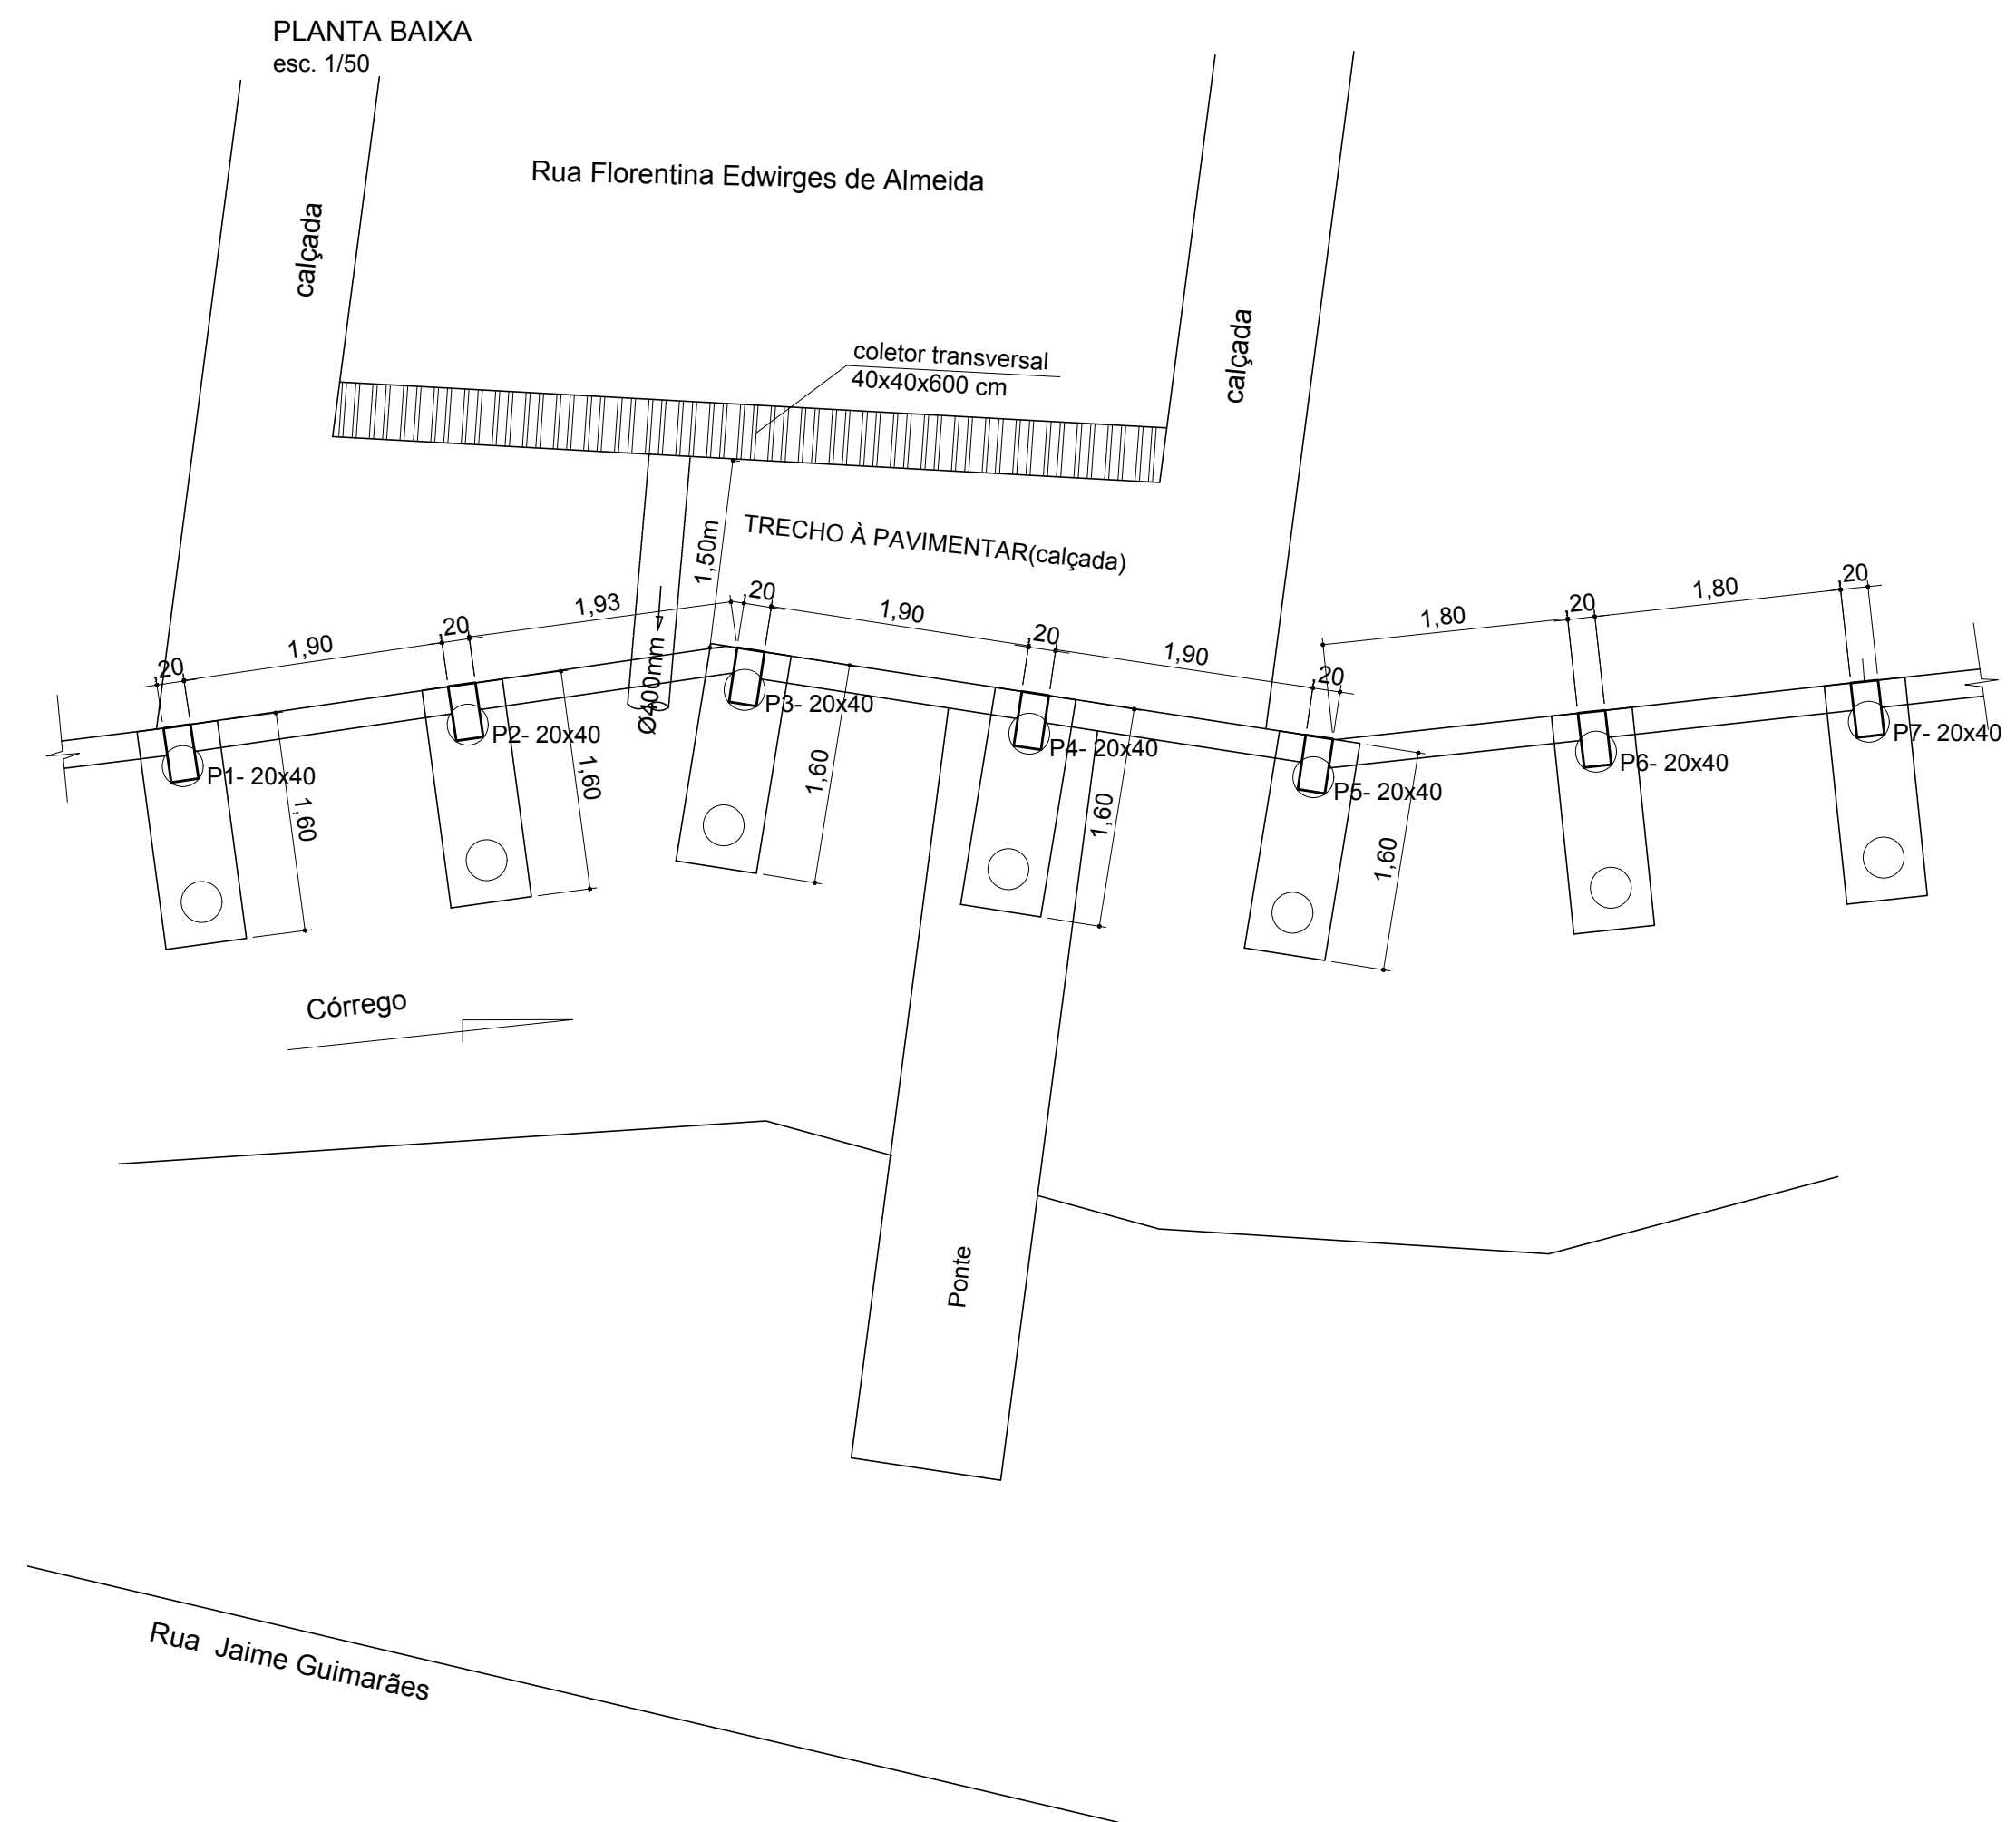 PLANTA BAIXA
esc. 1/50
Rua Florentina Edwirges de Almeida
calçada
calçada
coletor transversal
40x40x600 cm
1,50m
TRECHO À PAVIMENTAR(calçada)
,20
1,90
,20
1,93
,20
1,90
,20
1,90
,20
1,80
,20
1,80
,20
Ø400mm
P1- 20x40
P2- 20x40
P3- 20x40
P4- 20x40
P5- 20x40
P6- 20x40
P7- 20x40
1,60
1,60
1,60
1,60
1,60
Córrego
Ponte
Rua Jaime Guimarães